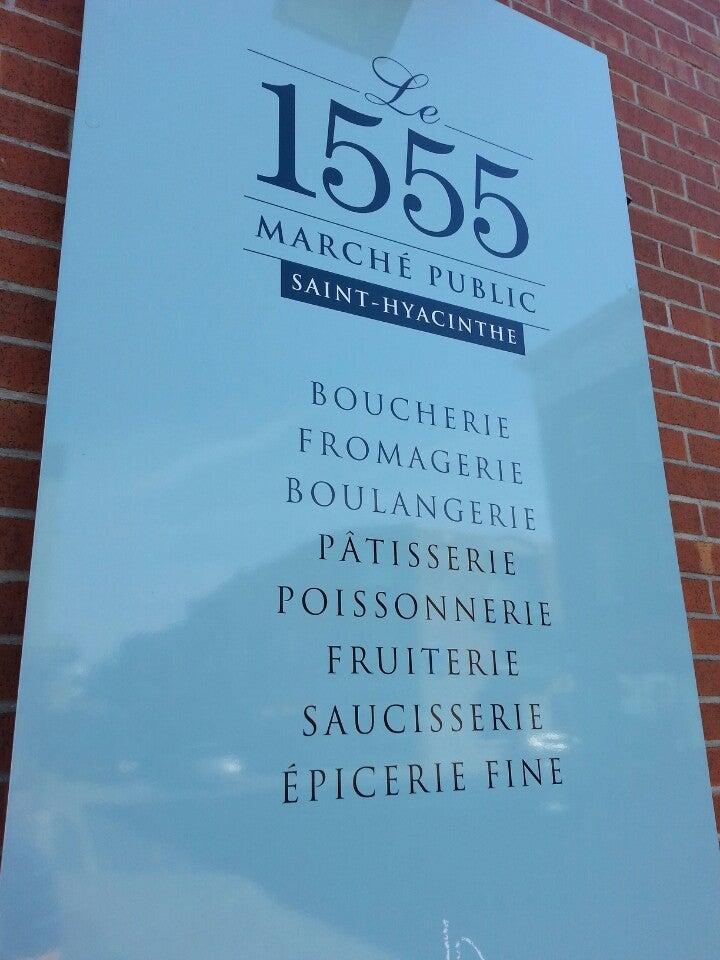 Le
1555
MARCHÉ PUBLIC
SAINT-HYACINTHE
BOUCHERIE
FROMAGERIE
BOULANGERIE
PÂTISSERIE
POISSONNERIE
FRUITERIE
SAUCISSERIE
ÉPICERIE FINE